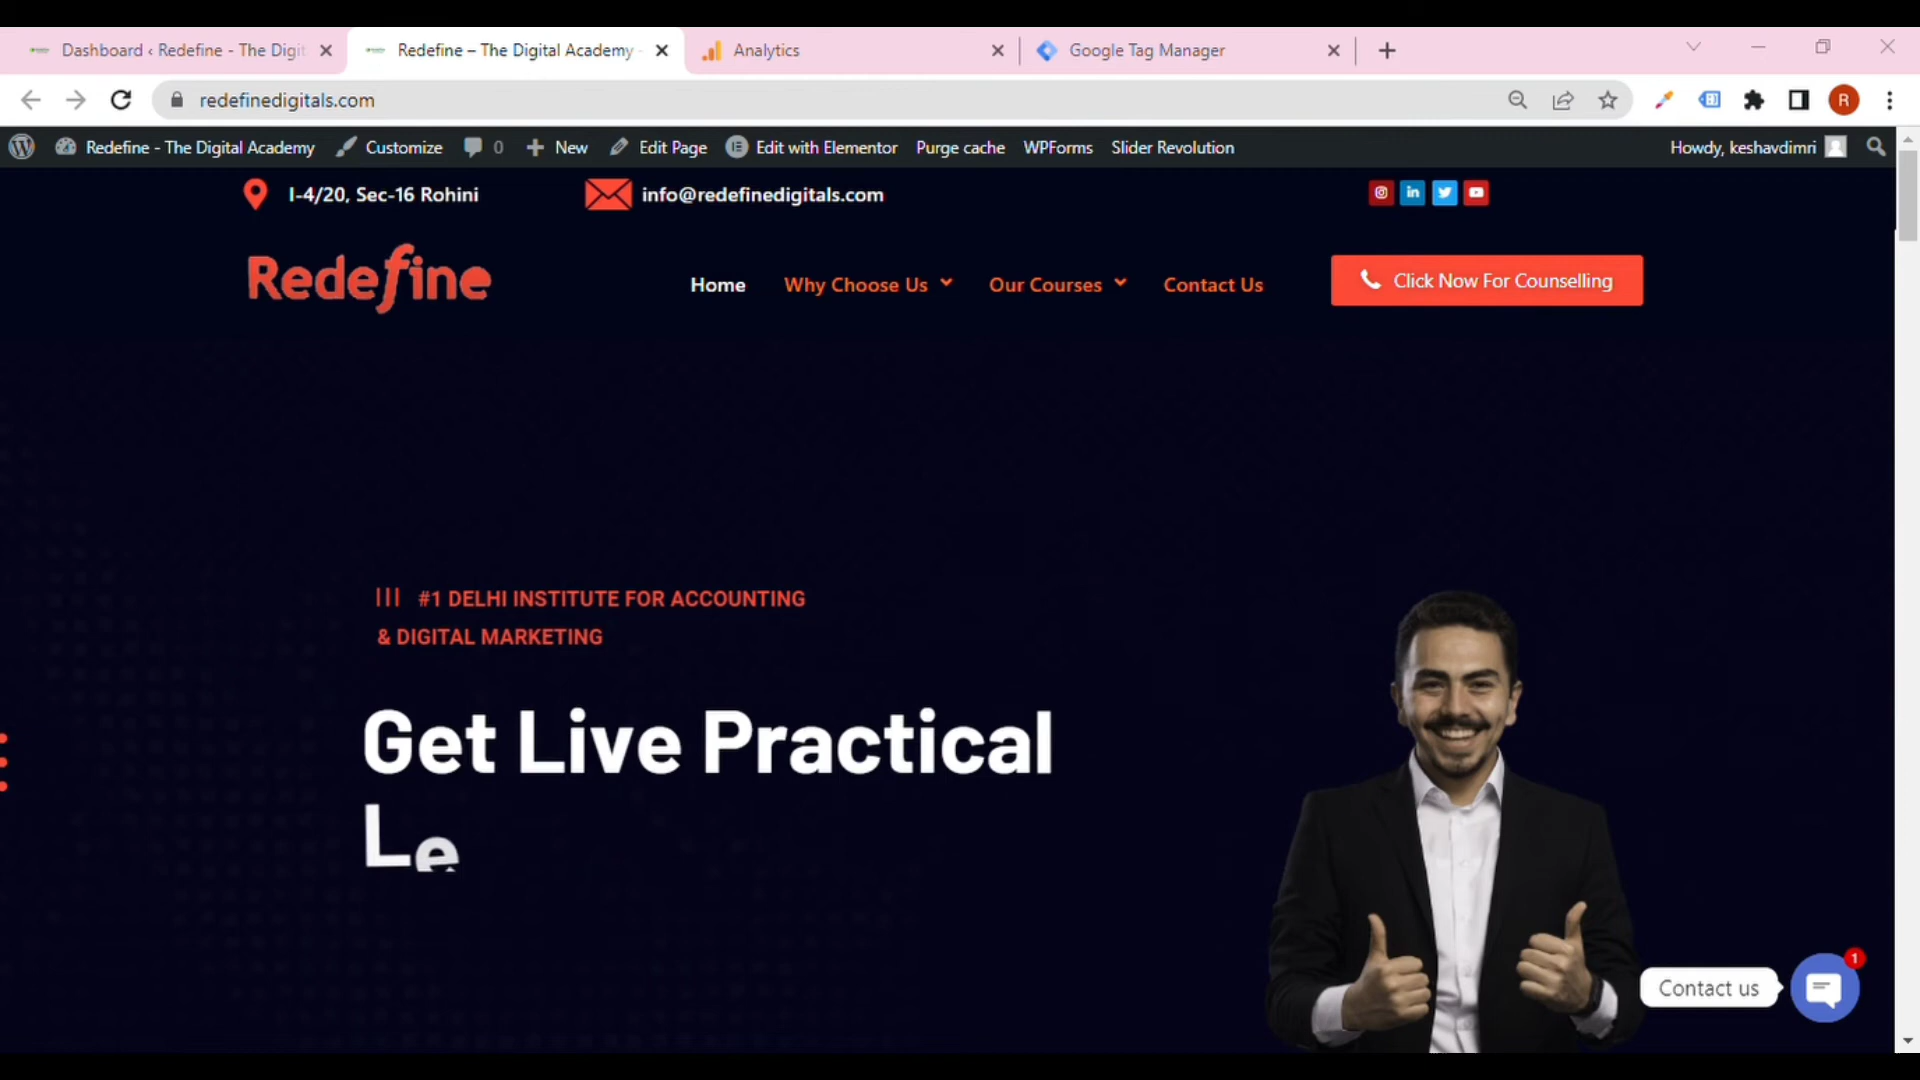 Dashboard ‹ Redefine - The Digit
Redefine – The Digital Academy -
Analytics
Google Tag Manager
redefinedigitals.com
R
Redefine - The Digital Academy
Customize
0
New
Edit Page
Edit with Elementor
Purge cache
WPForms
Slider Revolution
Howdy, keshavdimri
I-4/20, Sec-16 Rohini
info@redefinedigitals.com
in
Redefine
Home
Why Choose Us
Our Courses
Contact Us
Click Now For Counselling
#1 DELHI INSTITUTE FOR ACCOUNTING
& DIGITAL MARKETING
Get Live Practical
Le
Contact us
1